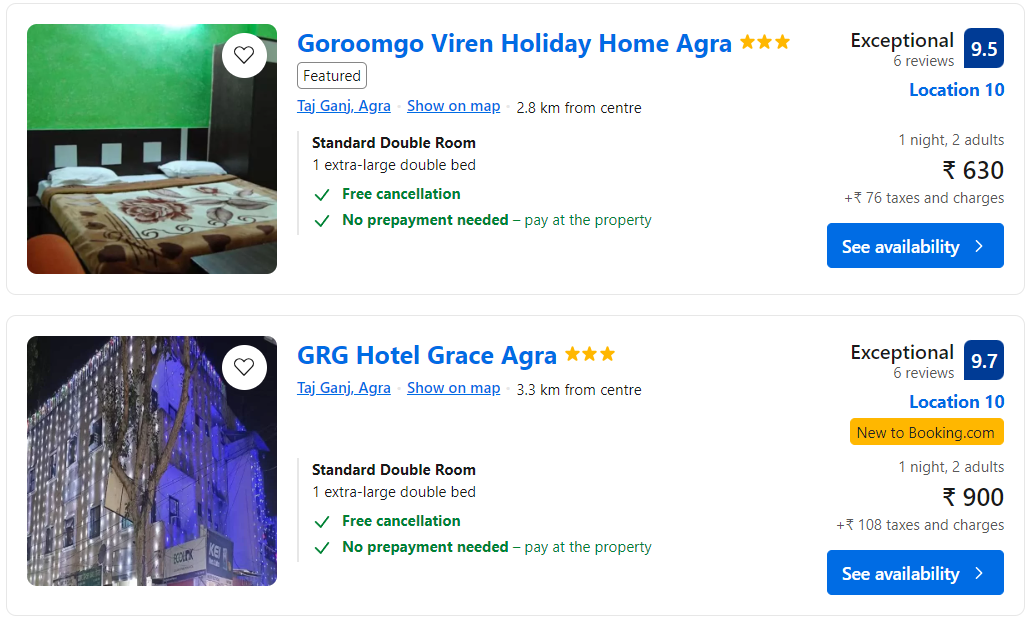 Goroomgo Viren Holiday Home Agra
Exceptional
6 reviews
9.5
Featured
Location 10
Taj Ganj, Agra · Show on map · 2.8 km from centre
Standard Double Room
1 extra-large double bed
Free cancellation
No prepayment needed – pay at the property
1 night, 2 adults
₹ 630
+₹ 76 taxes and charges
See availability
GRG Hotel Grace Agra
Exceptional
6 reviews
9.7
Taj Ganj, Agra · Show on map · 3.3 km from centre
Location 10
New to Booking.com
Standard Double Room
1 extra-large double bed
Free cancellation
No prepayment needed – pay at the property
1 night, 2 adults
₹ 900
+₹ 108 taxes and charges
See availability
KEI